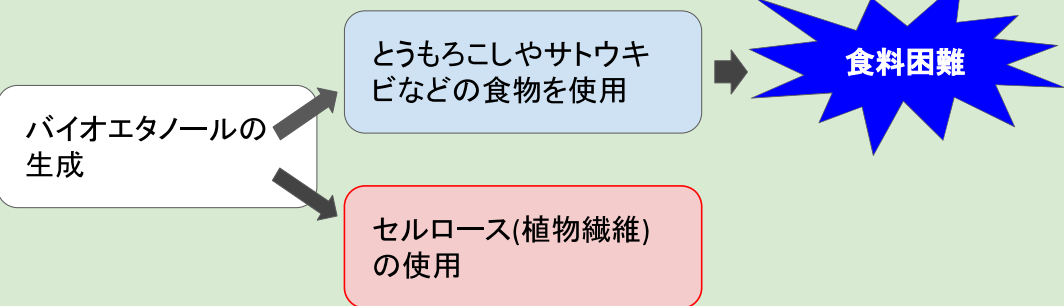 とうもろこしやサトウキ
ビなどの食物を使用
食料困難
バイオエタノールの
生成
セルロース(植物繊維)
の使用